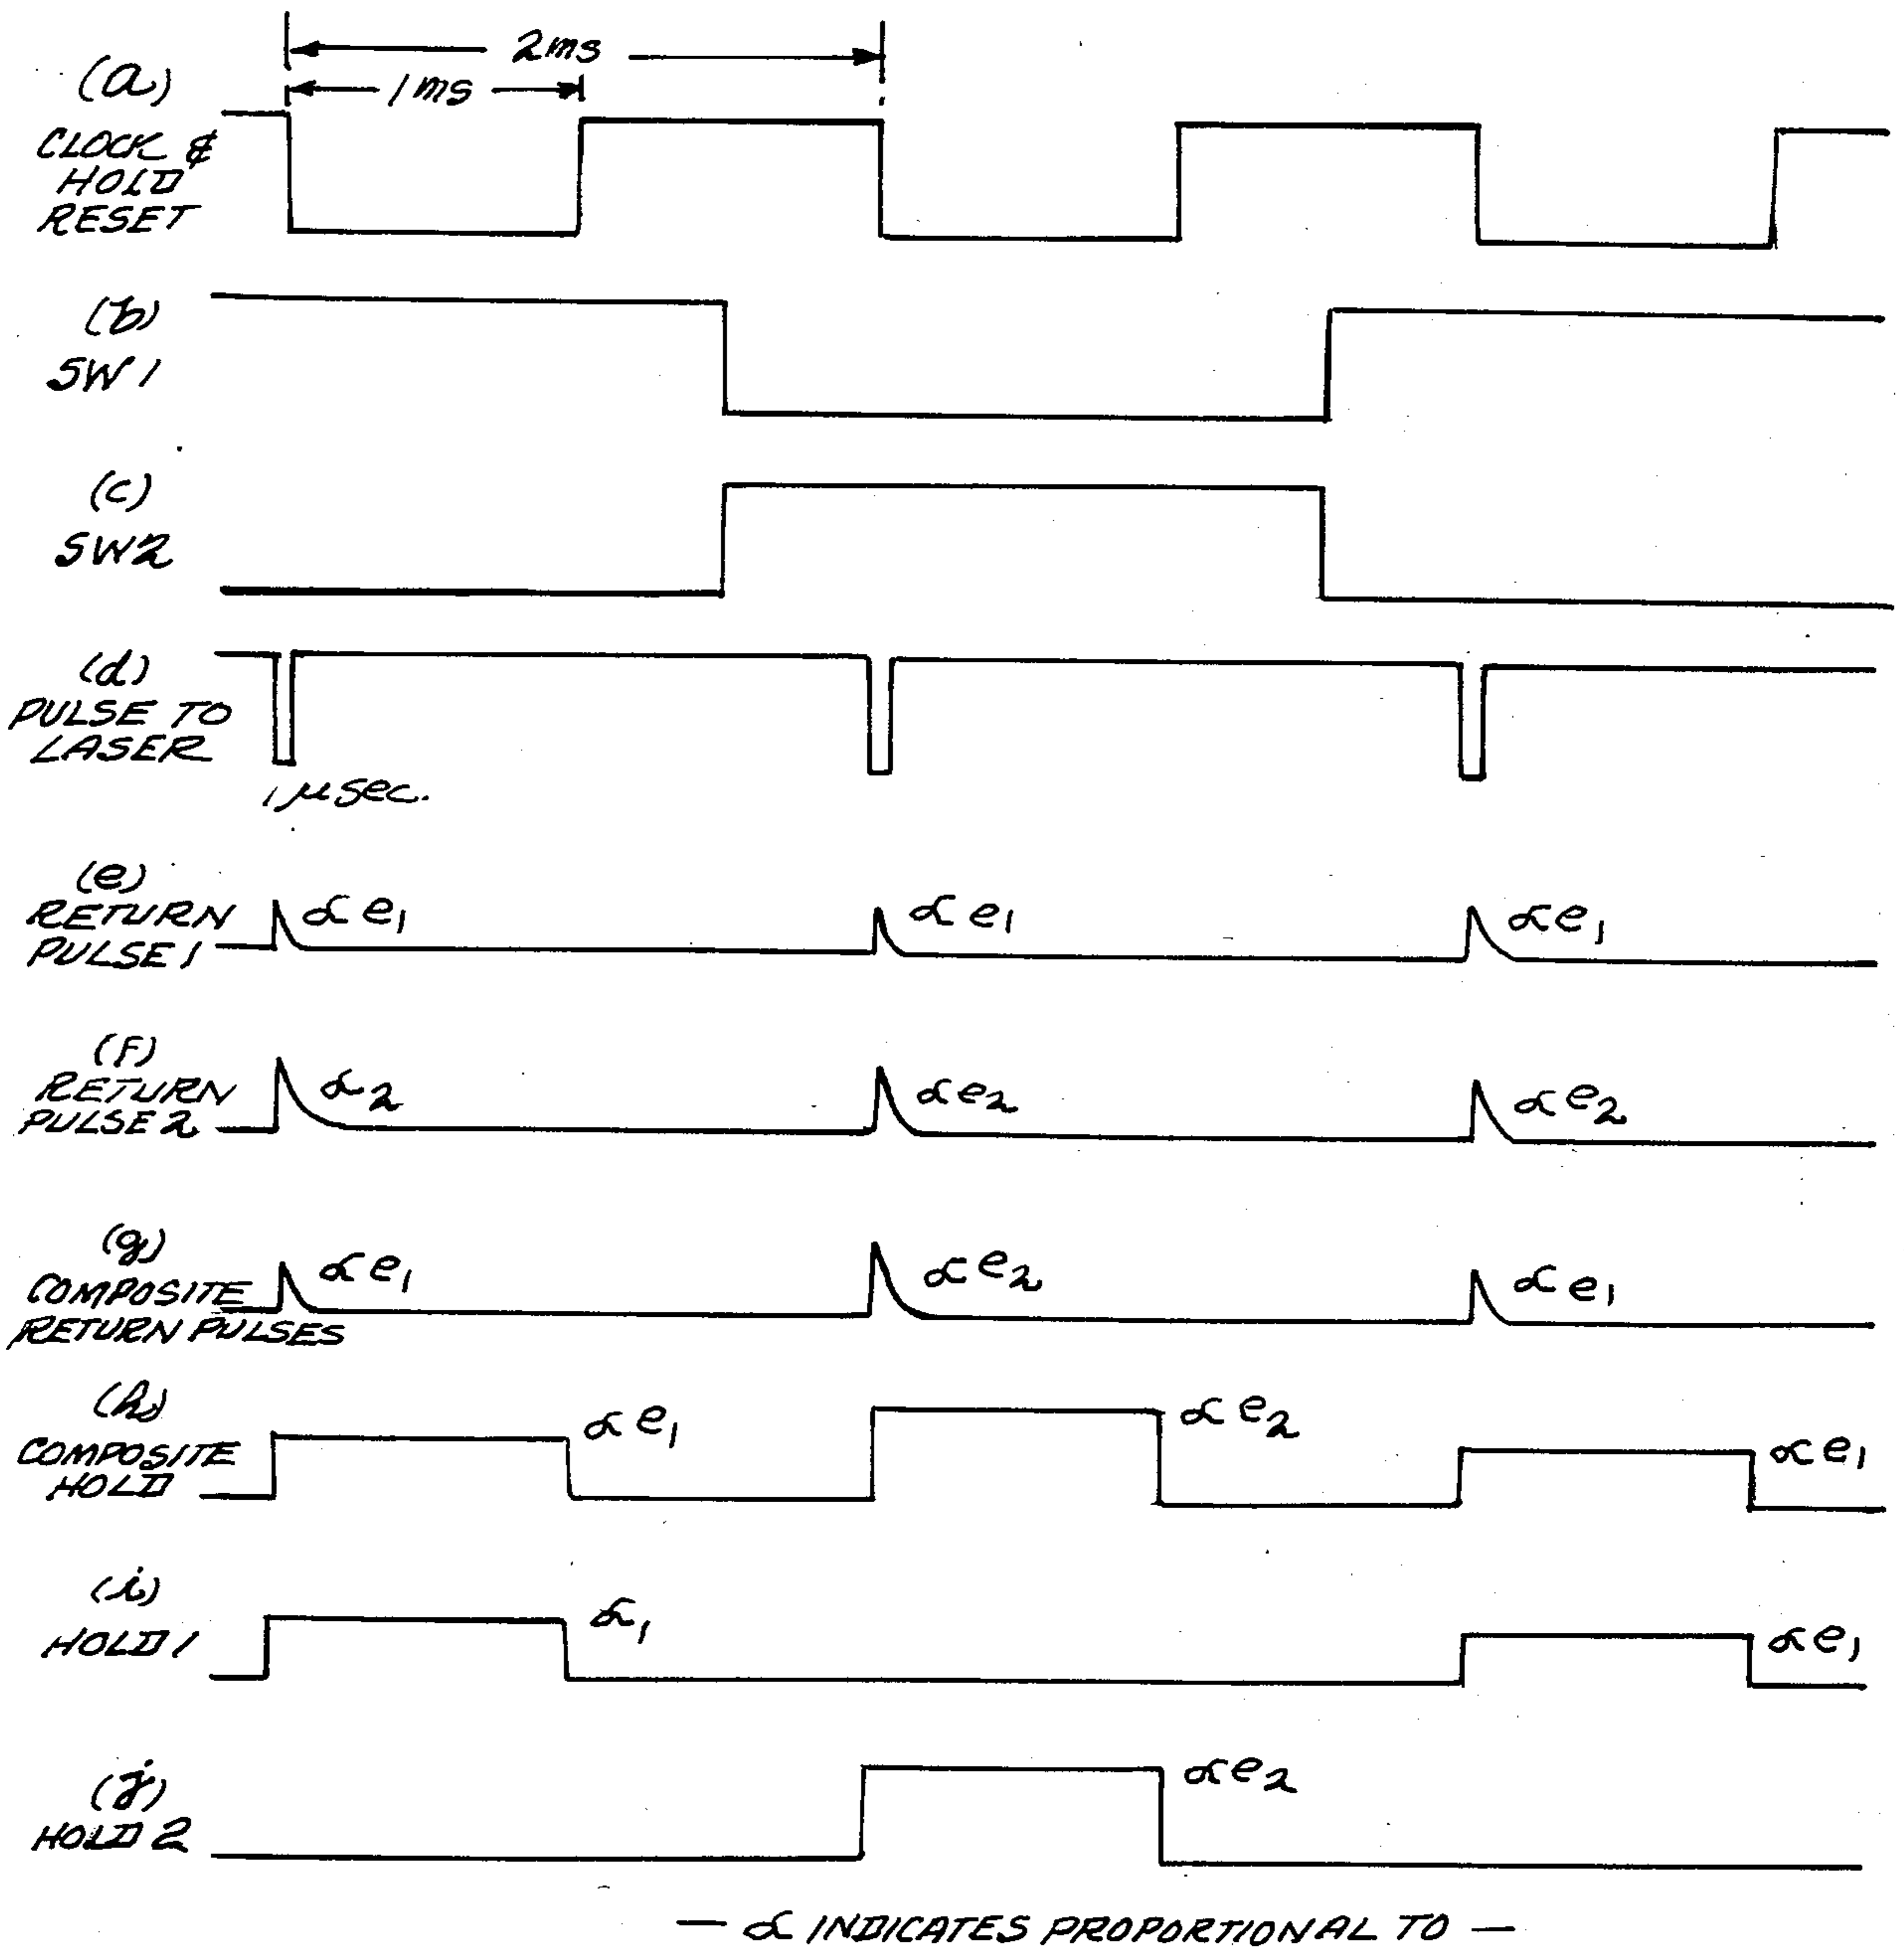 2ms
1ms
(a)
CLOCK &
HOLD
RESET
(b)
SW1
(c)
SW2
(d)
PULSE TO
LASER
1 μsec.
(e)
RETURN
PULSE 1
∝ e₁
∝ e₁
∝ e₁
(f)
RETURN
PULSE 2
∝ ₂
∝ e₂
∝ e₂
(g)
COMPOSITE
RETURN PULSES
∝ e₁
∝ e₂
∝ e₁
(h)
COMPOSITE
HOLD
∝ e₁
∝ e₂
∝ e₁
(i)
HOLD 1
∝ ₁
∝ e₁
(j)
HOLD 2
∝ e₂
— ∝ INDICATES PROPORTIONAL TO —